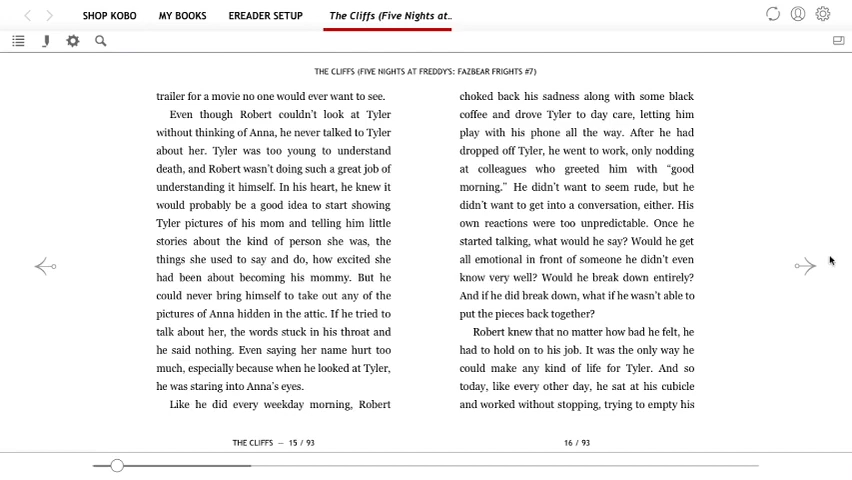 SHOP KOBO MY BOOKS EREADER SETUP The Cliffs (Five Nights at..
THE CLIFFS (FIVE NIGHTS AT FREDDY'S: FAZBEAR FRIGHTS #7)
trailer for a movie no one would ever want to see.
Even though Robert couldn't look at Tyler
without thinking of Anna, he never talked to Tyler
about her. Tyler was too young to understand
death, and Robert wasn't doing such a great job of
understanding it himself. In his heart, he knew it
would probably be a good idea to start showing
Tyler pictures of his mom and telling him little
stories about the kind of person she was, the
things she used to say and do, how excited she
had been about becoming his mommy. But he
could never bring himself to take out any of the
pictures of Anna hidden in the attic. If he tried to
talk about her, the words stuck in his throat and
he said nothing. Even saying her name hurt too
much, especially because when he looked at Tyler,
he was staring into Anna's eyes.
Like he did every weekday morning, Robert
THE CLIFFS — 15 / 93
choked back his sadness along with some black
coffee and drove Tyler to day care, letting him
play with his phone all the way. After he had
dropped off Tyler, he went to work, only nodding
at colleagues who greeted him with “good
morning.” He didn't want to seem rude, but he
didn't want to get into a conversation, either. His
own reactions were too unpredictable. Once he
started talking, what would he say? Would he get
all emotional in front of someone he didn't even
know very well? Would he break down entirely?
And if he did break down, what if he wasn't able to
put the pieces back together?
Robert knew that no matter how bad he felt, he
had to hold on to his job. It was the only way he
could make any kind of life for Tyler. And so
today, like every other day, he sat at his cubicle
and worked without stopping, trying to empty his
16 / 93